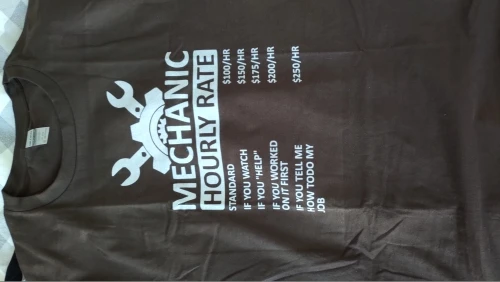 MECHANIC
HOURLY RATE
STANDARD $100/HR
IF YOU WATCH $150/HR
IF YOU "HELP" $175/HR
IF YOU WORKED $200/HR
ON IT FIRST
IF YOU TELL ME $250/HR
HOW TODO MY
JOB